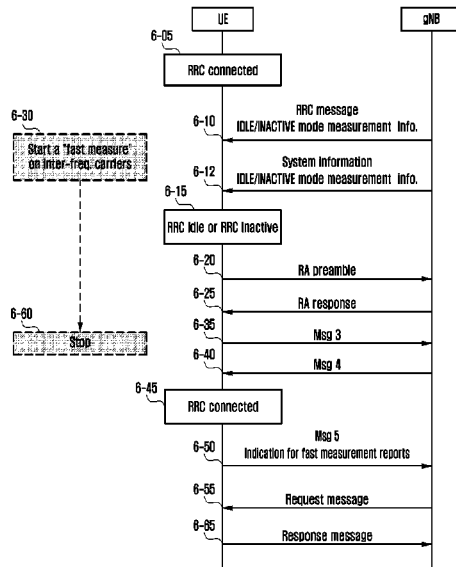 UE
gNB
6-05
RRC connected
6-30
Start a "fast measure"
on inter-freq. carriers
6-10
RRC message
IDLE/INACTIVE mode measurement Info.
6-12
System information
IDLE/INACTIVE mode measurement info.
6-15
RRC Idle or RRC Inactive
6-20
RA preamble
6-25
RA response
6-60
Stop
6-35
Msg 3
6-40
Msg 4
6-45
RRC connected
6-50
Msg 5
Indication for fast measurement reports
6-55
Request message
6-65
Response message